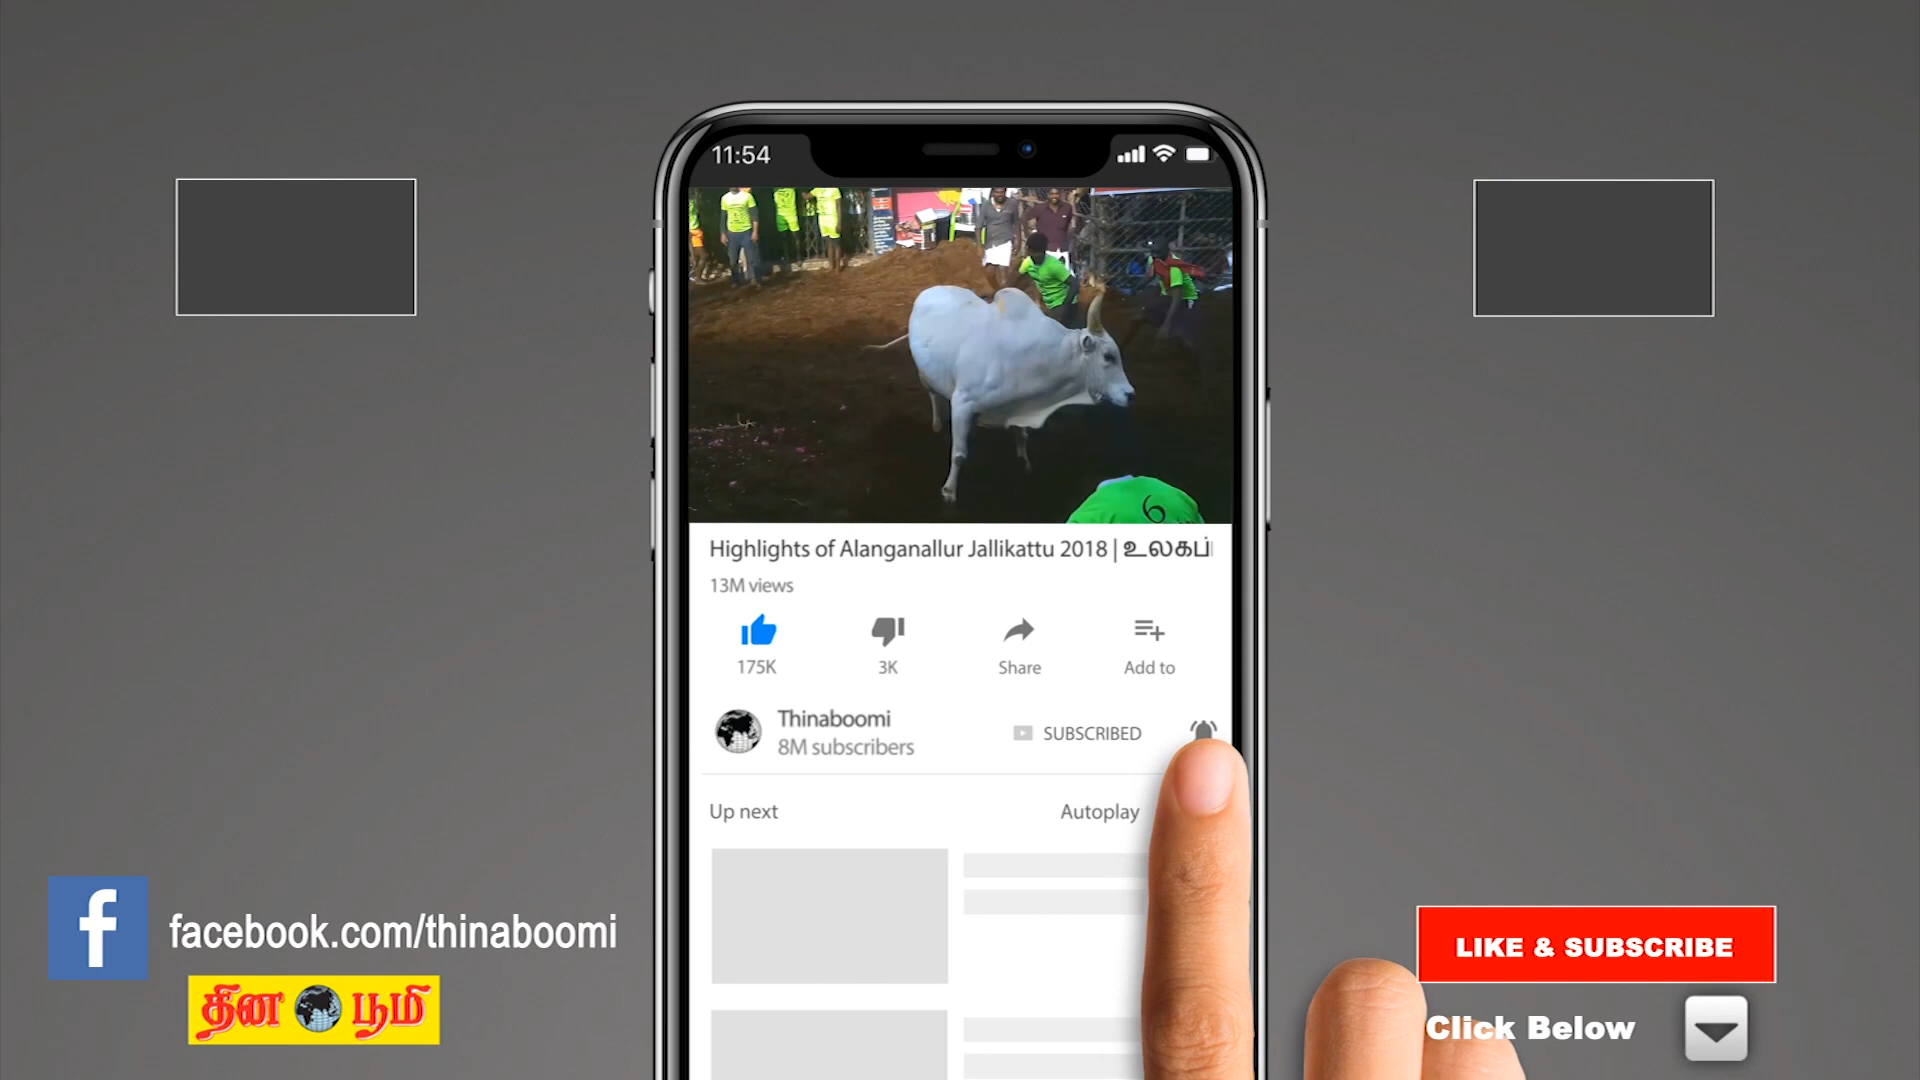 11:54
6
Highlights of Alanganallur Jallikattu 2018 | உலகப்
13M views
175K
3K
Share
Add to
Thinaboomi
8M subscribers
SUBSCRIBED
Up next
Autoplay
facebook.com/thinaboomi
தின பூமி
LIKE & SUBSCRIBE
Click Below